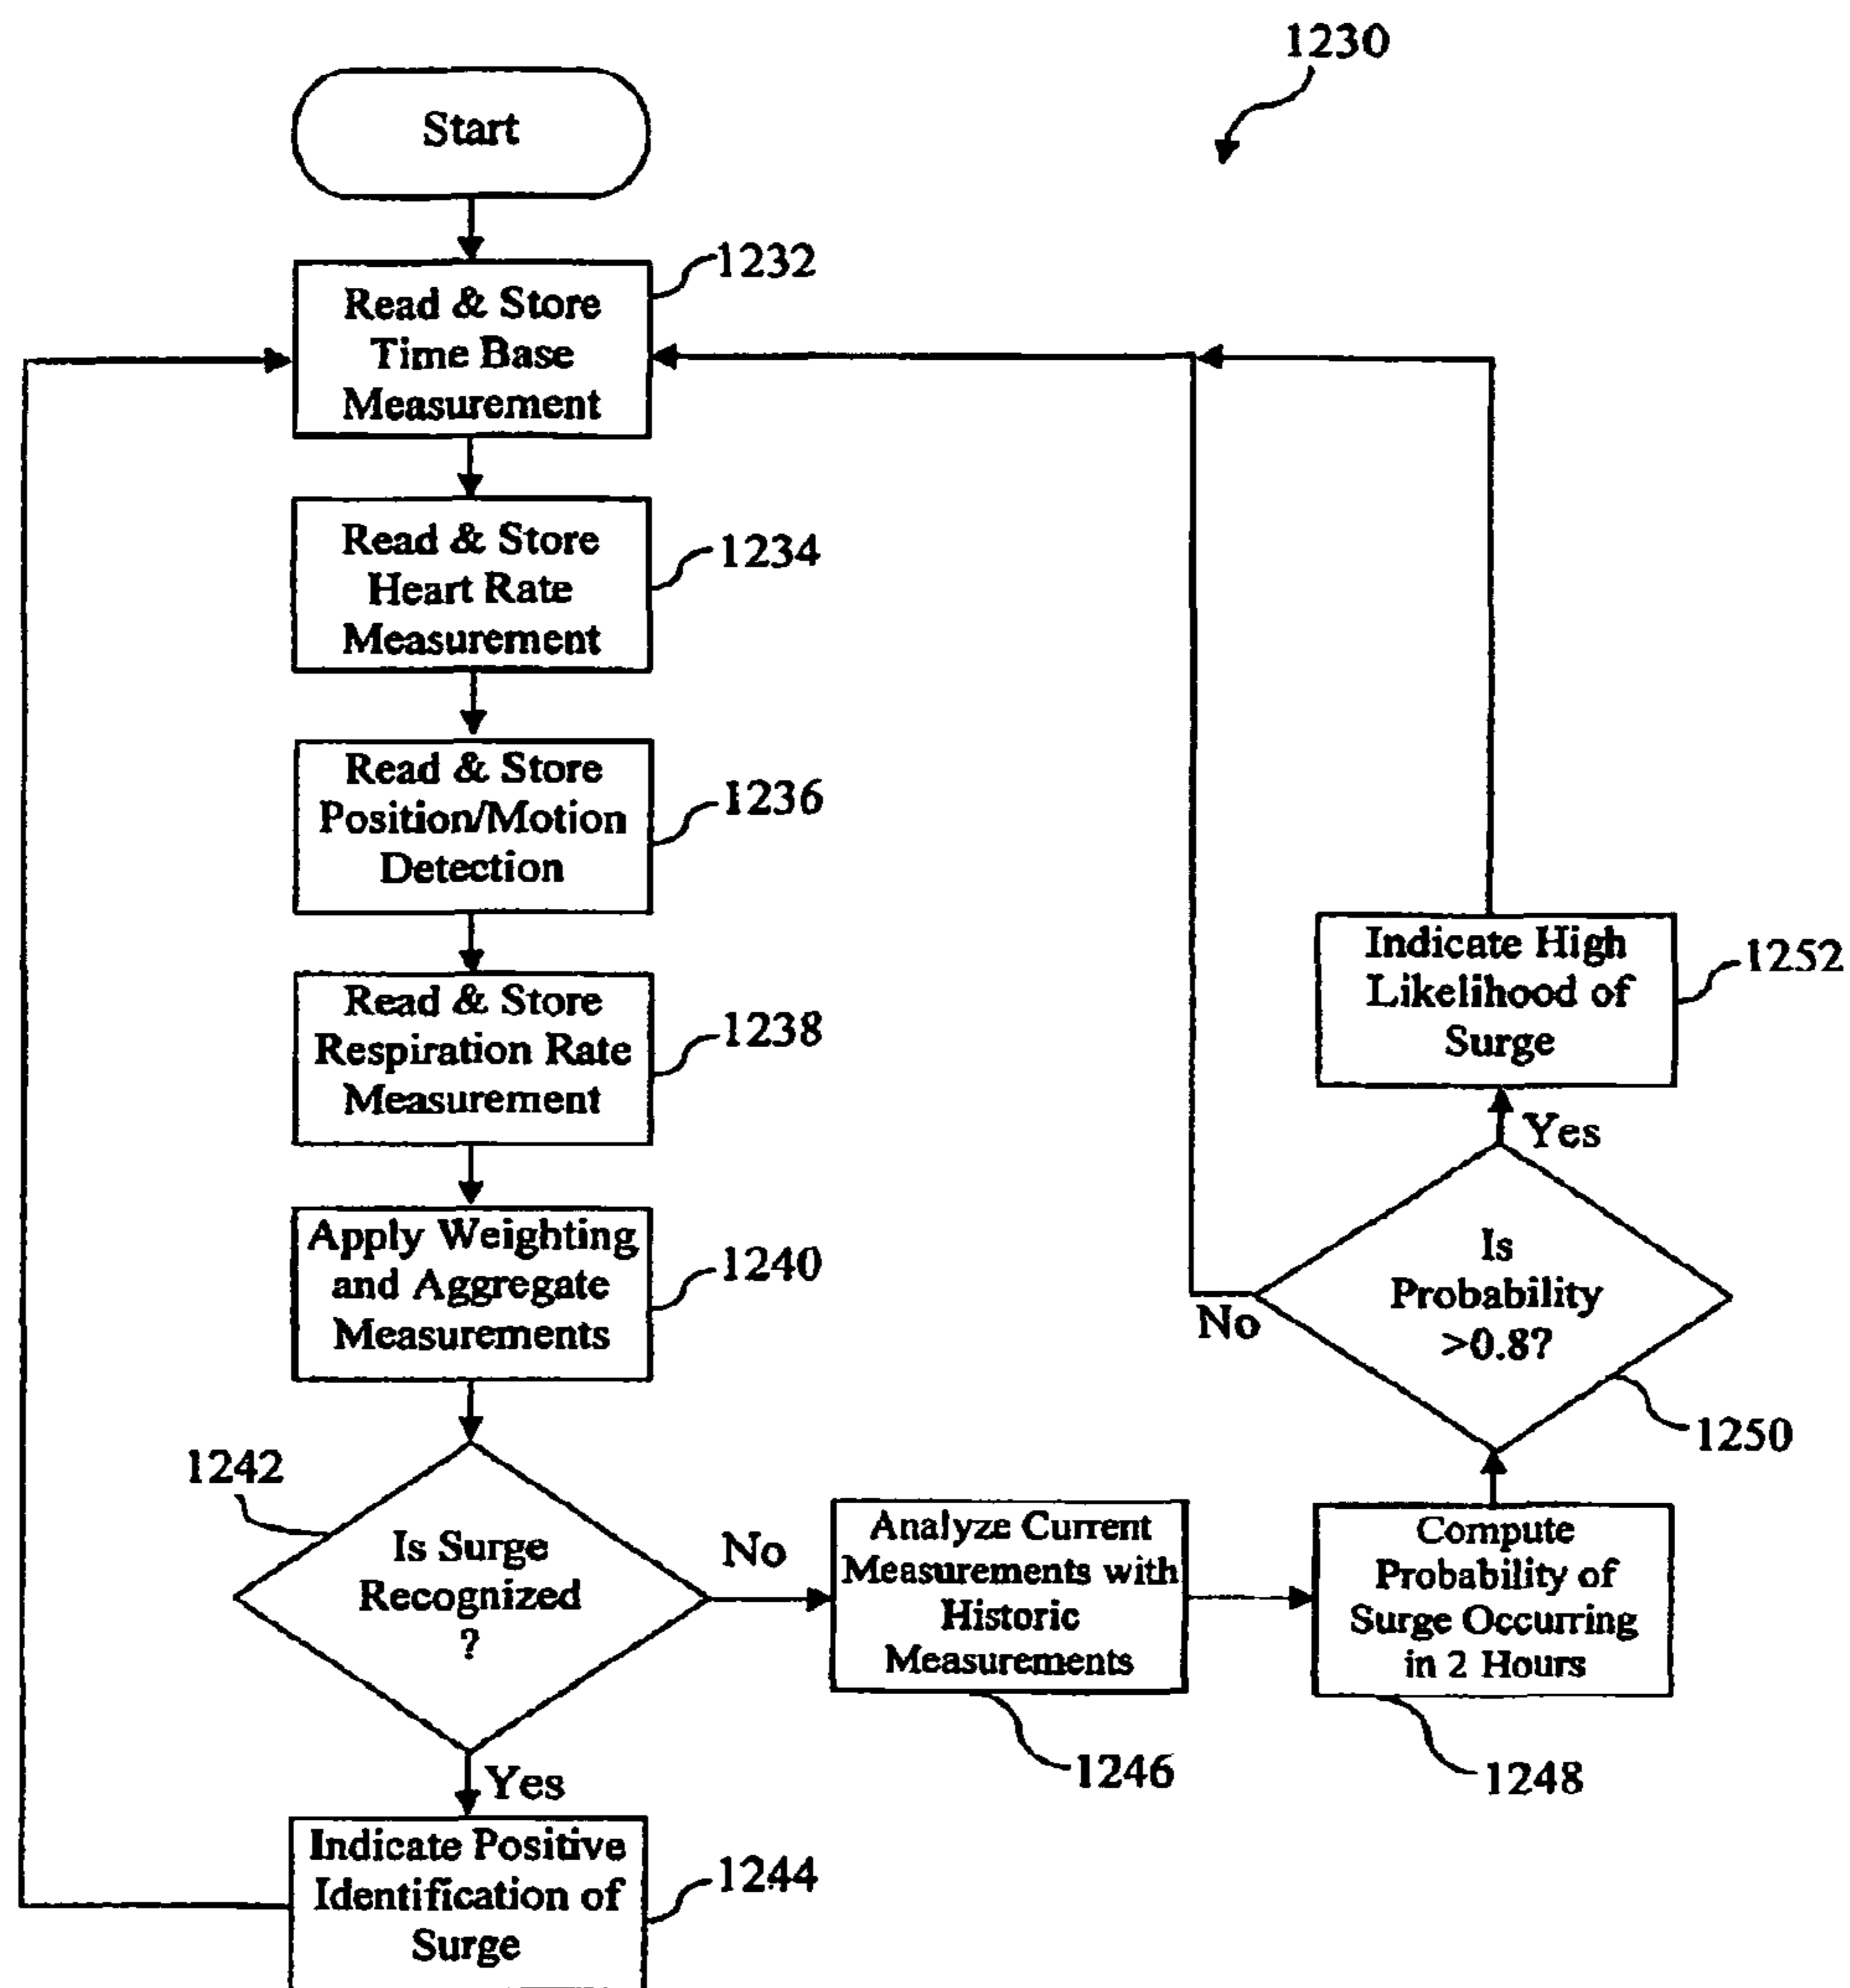 1230
Start
1232
Read & Store
Time Base
Measurement
Read & Store
Heart Rate
Measurement
1234
Read & Store
Position/Motion
Detection
1236
Read & Store
Respiration Rate
Measurement
1238
Apply Weighting
and Aggregate
Measurements
1240
1242
Is Surge
Recognized
?
No
Yes
Indicate Positive
Identification of
Surge
1244
Analyze Current
Measurements with
Historic
Measurements
1246
Compute
Probability of
Surge Occurring
in 2 Hours
1248
Is
Probability
>0.8?
1250
No
Yes
Indicate High
Likelihood of
Surge
1252